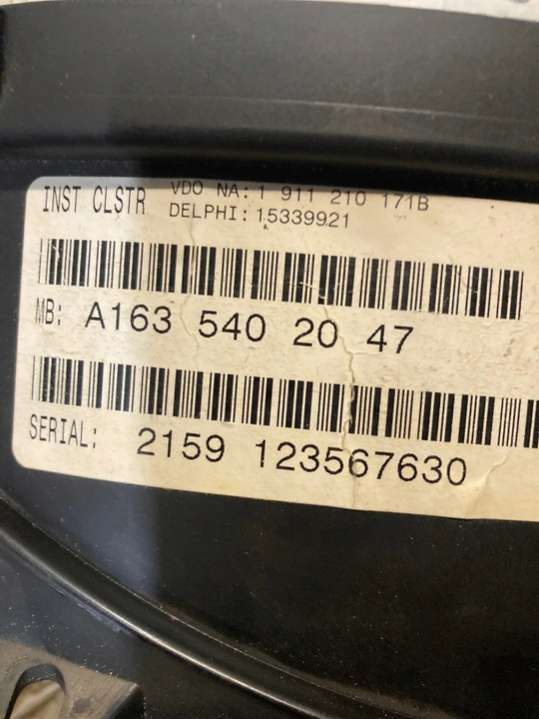 INST CLSTR VDO NA: 1 911 210 171B
DELPHI: 15339921
MB: A163 540 20 47
SERIAL: 2159 123567630